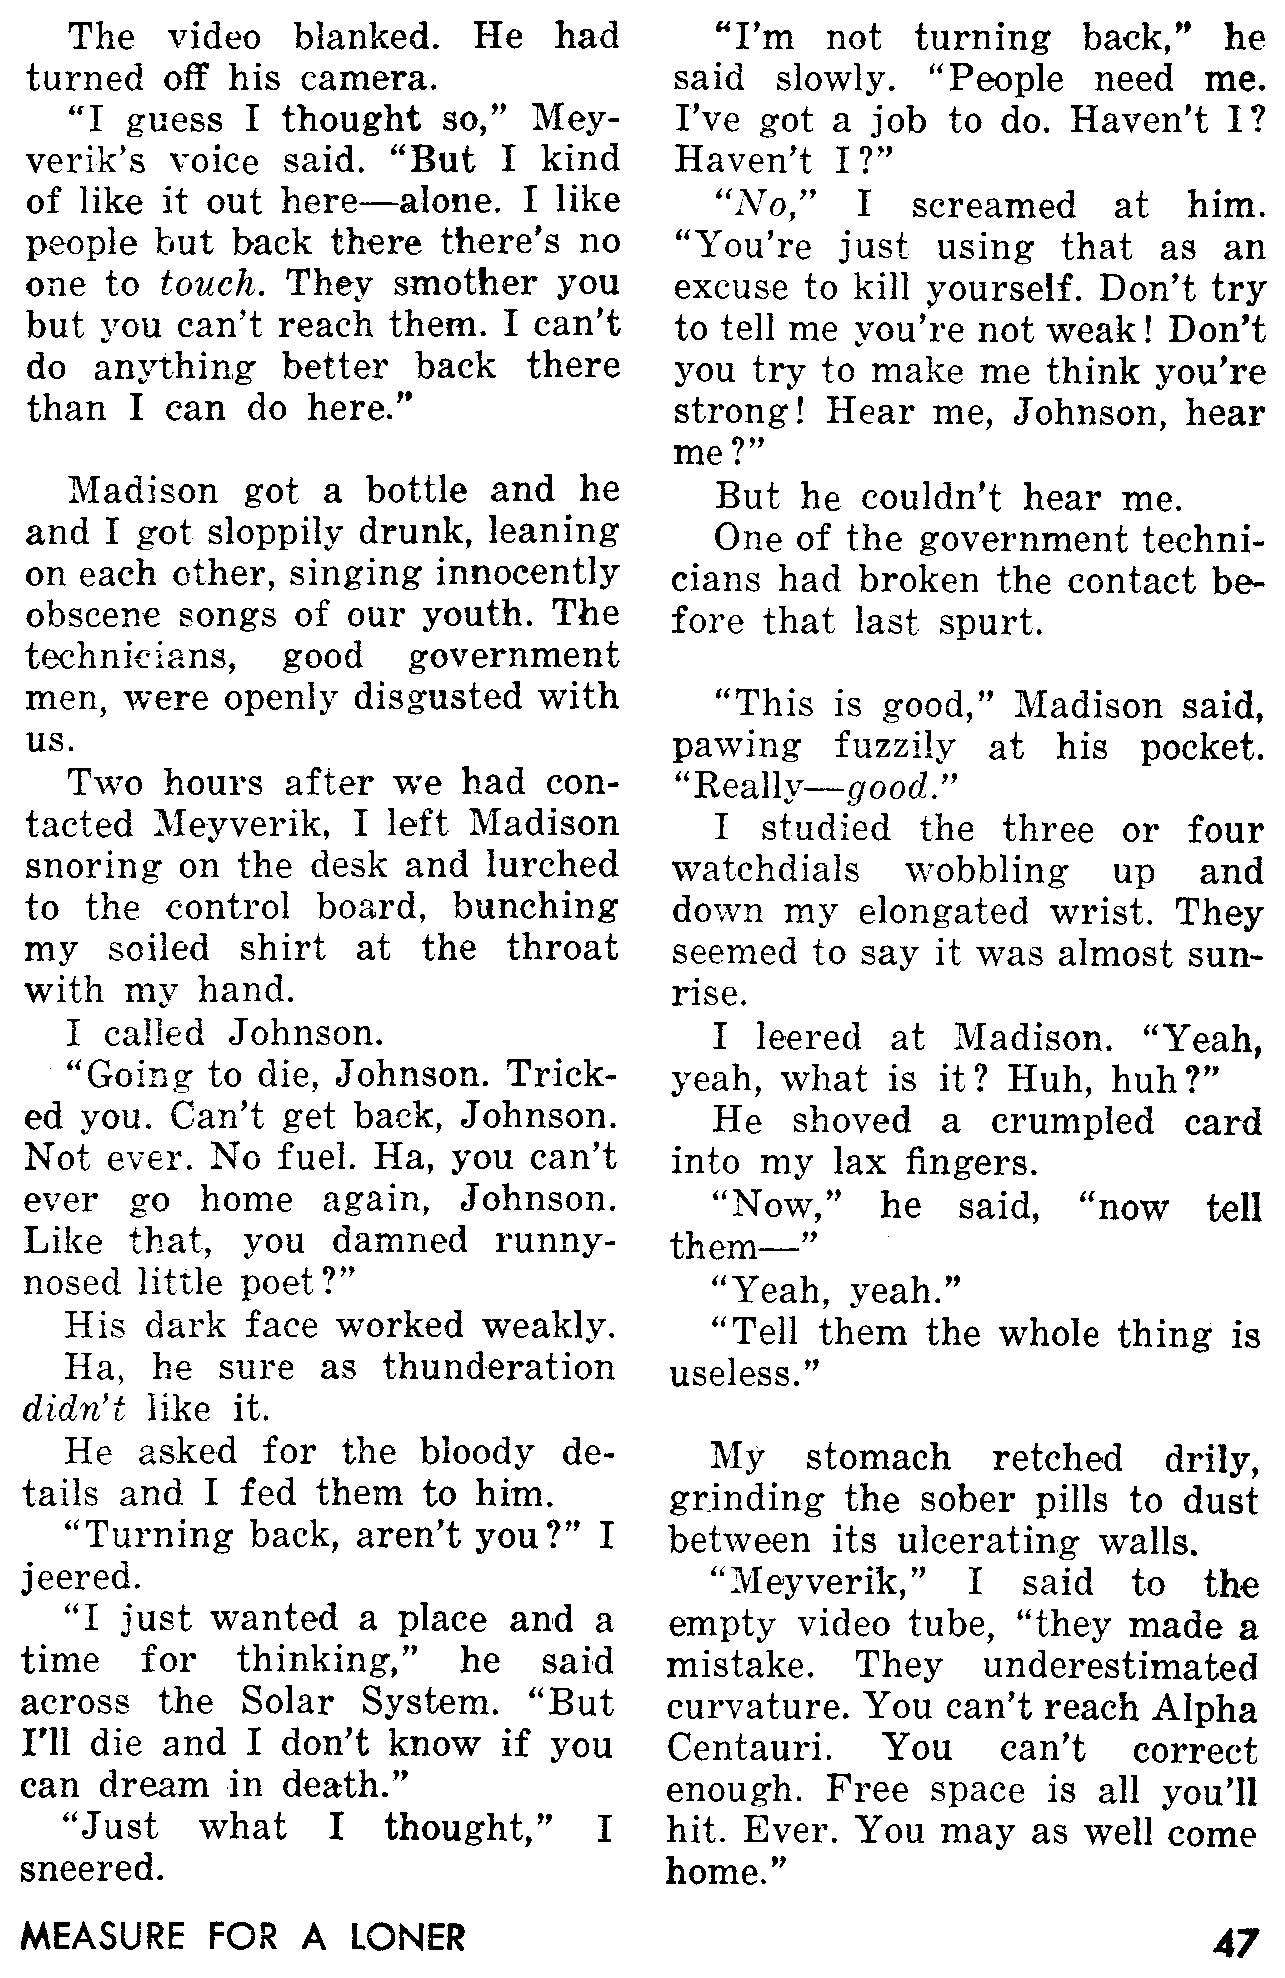 The video blanked. He had
turned off his camera.
“I guess I thought so,” Mey-
verik's voice said. “But I kind
of like it out here—alone. I like
people but back there there's no
one to touch. They smother you
but you can't reach them. I can't
do anything better back there
than I can do here.”
Madison got a bottle and he
and I got sloppily drunk, leaning
on each other, singing innocently
obscene songs of our youth. The
technicians, good government
men, were openly disgusted with
us.
Two hours after we had con-
tacted Meyverik, I left Madison
snoring on the desk and lurched
to the control board, bunching
my soiled shirt at the throat
with my hand.
I called Johnson.
“Going to die, Johnson. Trick-
ed you. Can't get back, Johnson.
Not ever. No fuel. Ha, you can't
ever go home again, Johnson.
Like that, you damned runny-
nosed little poet?”
His dark face worked weakly.
Ha, he sure as thunderation
didn't like it.
He asked for the bloody de-
tails and I fed them to him.
“Turning back, aren't you?” I
jeered.
“I just wanted a place and a
time for thinking,” he said
across the Solar System. “But
I'll die and I don't know if you
can dream in death.”
“Just what I thought,” I
sneered.
“I'm not turning back,” he
said slowly. “People need me.
I've got a job to do. Haven't I?
Haven't I?”
“No,” I screamed at him.
“You're just using that as an
excuse to kill yourself. Don't try
to tell me you're not weak! Don't
you try to make me think you're
strong! Hear me, Johnson, hear
me?”
But he couldn't hear me.
One of the government techni-
cians had broken the contact be-
fore that last spurt.
“This is good,” Madison said,
pawing fuzzily at his pocket.
“Really—good.”
I studied the three or four
watchdials wobbling up and
down my elongated wrist. They
seemed to say it was almost sun-
rise.
I leered at Madison. “Yeah,
yeah, what is it? Huh, huh?”
He shoved a crumpled card
into my lax fingers.
“Now,” he said, “now tell
them—”
“Yeah, yeah.”
“Tell them the whole thing is
useless.”
My stomach retched drily,
grinding the sober pills to dust
between its ulcerating walls.
“Meyverik,” I said to the
empty video tube, “they made a
mistake. They underestimated
curvature. You can't reach Alpha
Centauri. You can't correct
enough. Free space is all you'll
hit. Ever. You may as well come
home.”
MEASURE FOR A LONER
47